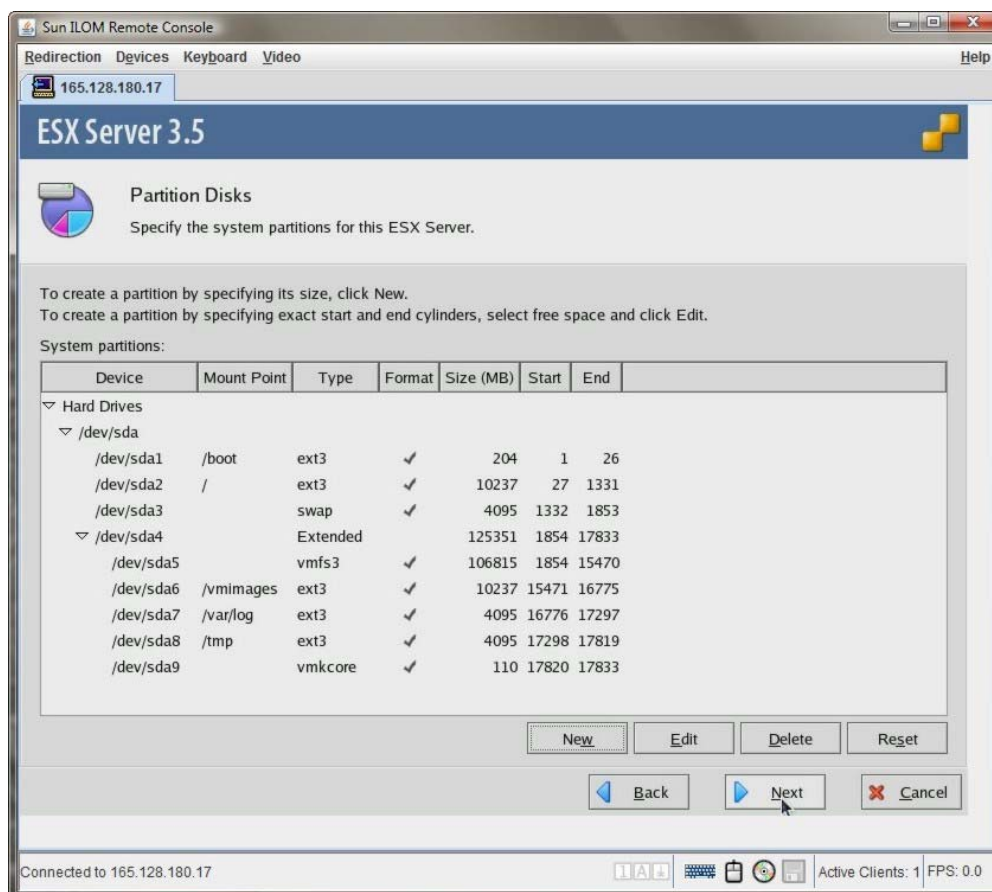 Sun ILOM Remote Console
Redirection Devices Keyboard Video Help
165.128.180.17
ESX Server 3.5
Partition Disks
Specify the system partitions for this ESX Server.
To create a partition by specifying its size, click New.
To create a partition by specifying exact start and end cylinders, select free space and click Edit.
System partitions:
Device Mount Point Type Format Size (MB) Start End
Hard Drives
/dev/sda
/dev/sda1 /boot ext3 204 1 26
/dev/sda2 / ext3 10237 27 1331
/dev/sda3 swap 4095 1332 1853
/dev/sda4 Extended 125351 1854 17833
/dev/sda5 vmfs3 106815 1854 15470
/dev/sda6 /vmimages ext3 10237 15471 16775
/dev/sda7 /var/log ext3 4095 16776 17297
/dev/sda8 /tmp ext3 4095 17298 17819
/dev/sda9 vmkcore 110 17820 17833
New Edit Delete Reset
Back Next Cancel
Connected to 165.128.180.17 1 A Active Clients: 1 FPS: 0.0